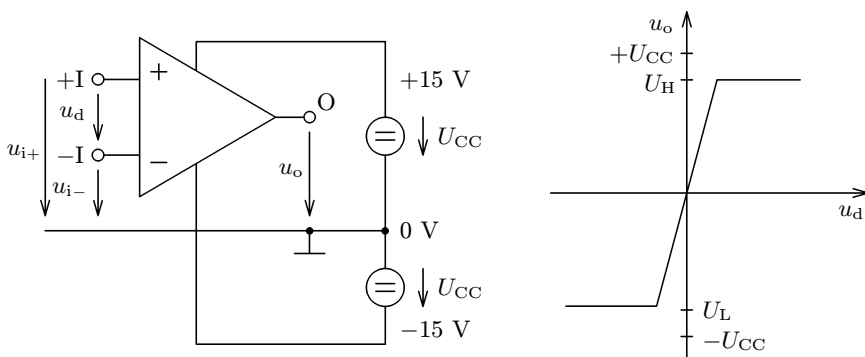 +I
+
u_d
−I
−
u_i+
u_i−
O
u_o
+15 V
=
U_CC
0 V
=
U_CC
−15 V
u_o
+U_CC
U_H
u_d
U_L
−U_CC